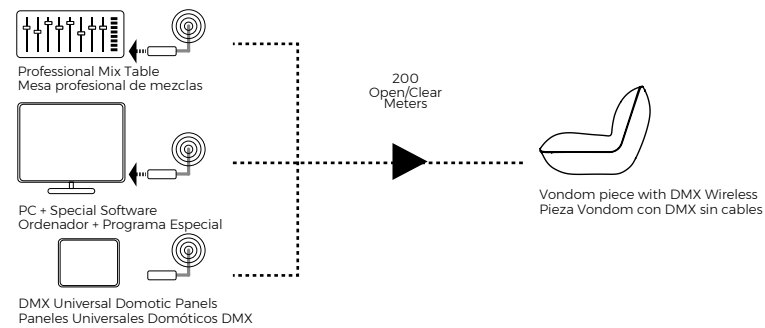 Professional Mix Table
Mesa profesional de mezclas
200
Open/Clear
Meters
PC + Special Software
Ordenador + Programa Especial
Vondom piece with DMX Wireless
Pieza Vondom con DMX sin cables
DMX Universal Domotic Panels
Paneles Universales Domóticos DMX